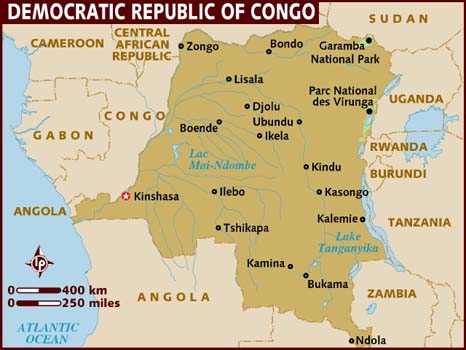 DEMOCRATIC REPUBLIC OF CONGO
SUDAN
CAMEROON
CENTRAL
AFRICAN
REPUBLIC
Zongo
Bondo
Garamba
National Park
Lisala
Parc National
des Virunga
UGANDA
CONGO
Djolu
Boende
Ubundu
Ikela
GABON
RWANDA
Lac
Mai-Ndombe
Kindu
BURUNDI
Kinshasa
Ilebo
Kasongo
ANGOLA
Kalemie
TANZANIA
Tshikapa
Lake
Tanganyika
LP
Kamina
0 400 km
0 250 miles
ANGOLA
Bukama
ZAMBIA
ATLANTIC
OCEAN
Ndola